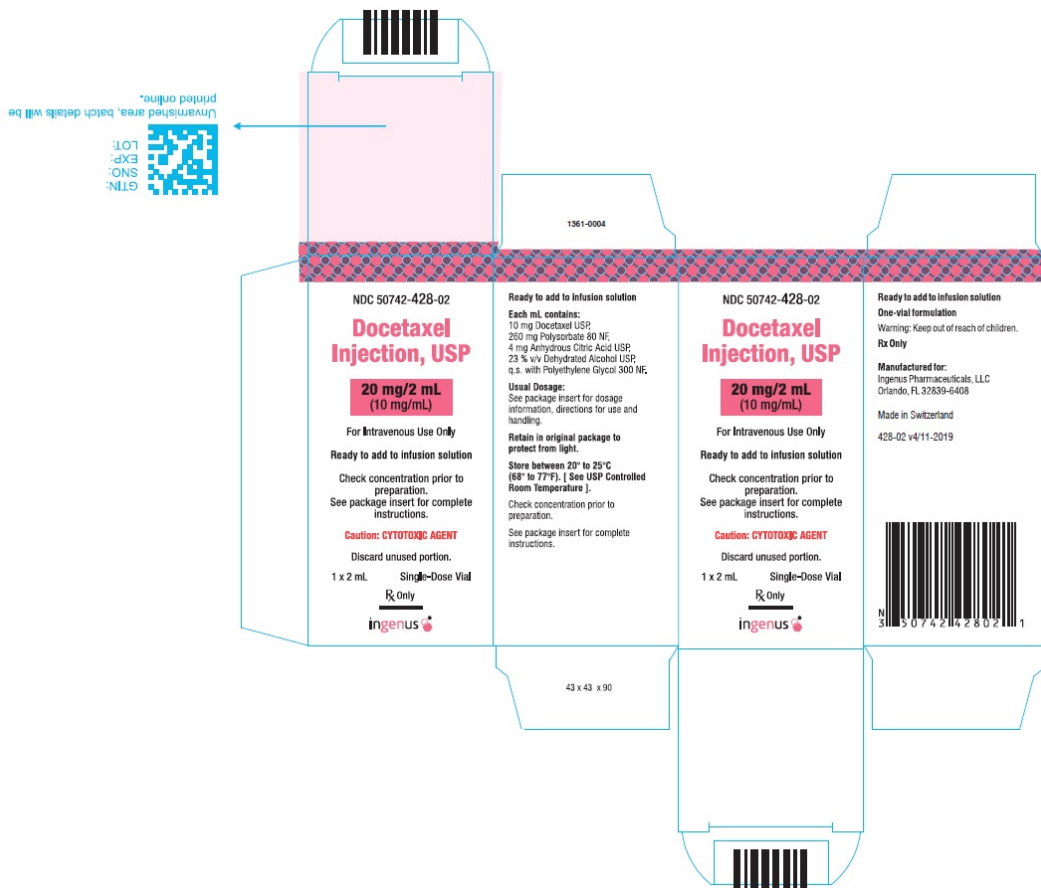 Unvarnished area, batch details will be
printed online.
GTIN:
SNO:
EXP:
LOT:
1361-0004
NDC 50742-428-02
Docetaxel
Injection, USP
20 mg/2 mL
(10 mg/mL)
For Intravenous Use Only
Ready to add to infusion solution
Check concentration prior to
preparation.
See package insert for complete
instructions.
Caution: CYTOTOXIC AGENT
Discard unused portion.
1 x 2 mL Single-Dose Vial
Rx Only
ingenus
Ready to add to infusion solution
Each mL contains:
10 mg Docetaxel USP,
260 mg Polysorbate 80 NF,
4 mg Anhydrous Citric Acid USP,
23 % v/v Dehydrated Alcohol USP,
q.s. with Polyethylene Glycol 300 NF.
Usual Dosage:
See package insert for dosage
information, directions for use and
handling.
Retain in original package to
protect from light.
Store between 20° to 25°C
(68° to 77°F). [ See USP Controlled
Room Temperature ].
Check concentration prior to
preparation.
See package insert for complete
instructions.
43 x 43 x 90
NDC 50742-428-02
Docetaxel
Injection, USP
20 mg/2 mL
(10 mg/mL)
For Intravenous Use Only
Ready to add to infusion solution
Check concentration prior to
preparation.
See package insert for complete
instructions.
Caution: CYTOTOXIC AGENT
Discard unused portion.
1 x 2 mL Single-Dose Vial
Rx Only
ingenus
Ready to add to infusion solution
One-vial formulation
Warning: Keep out of reach of children.
Rx Only
Manufactured for:
Ingenus Pharmaceuticals, LLC
Orlando, FL 32839-6408
Made in Switzerland
428-02 v4/11-2019
N
3 50742 42802 1